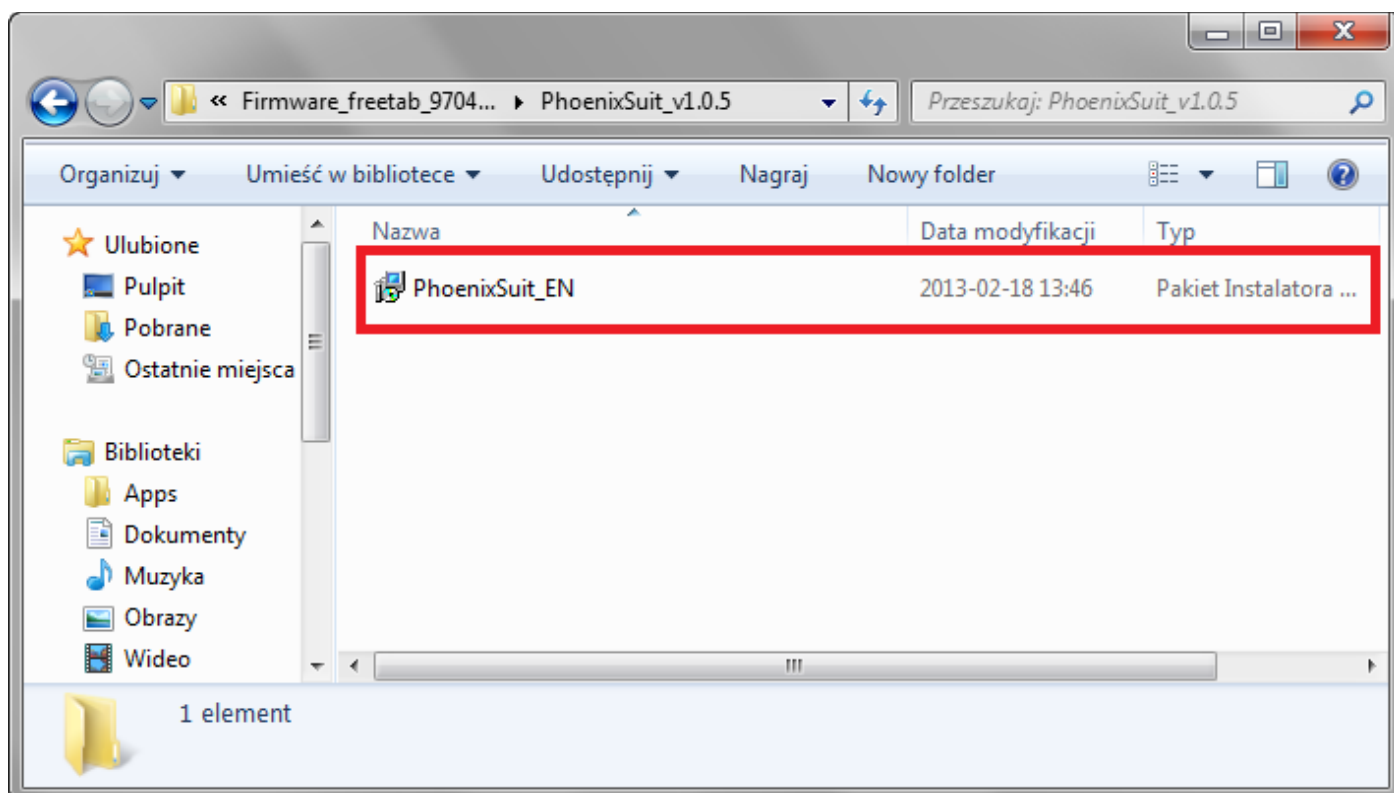 « Firmware_freetab_9704... ▸ PhoenixSuit_v1.0.5 Przeszukaj: PhoenixSuit_v1.0.5
Organizuj Umieść w bibliotece Udostępnij Nagraj Nowy folder
Nazwa Data modyfikacji Typ
PhoenixSuit_EN 2013-02-18 13:46 Pakiet Instalatora ...
Ulubione
Pulpit
Pobrane
Ostatnie miejsca
Biblioteki
Apps
Dokumenty
Muzyka
Obrazy
Wideo
1 element